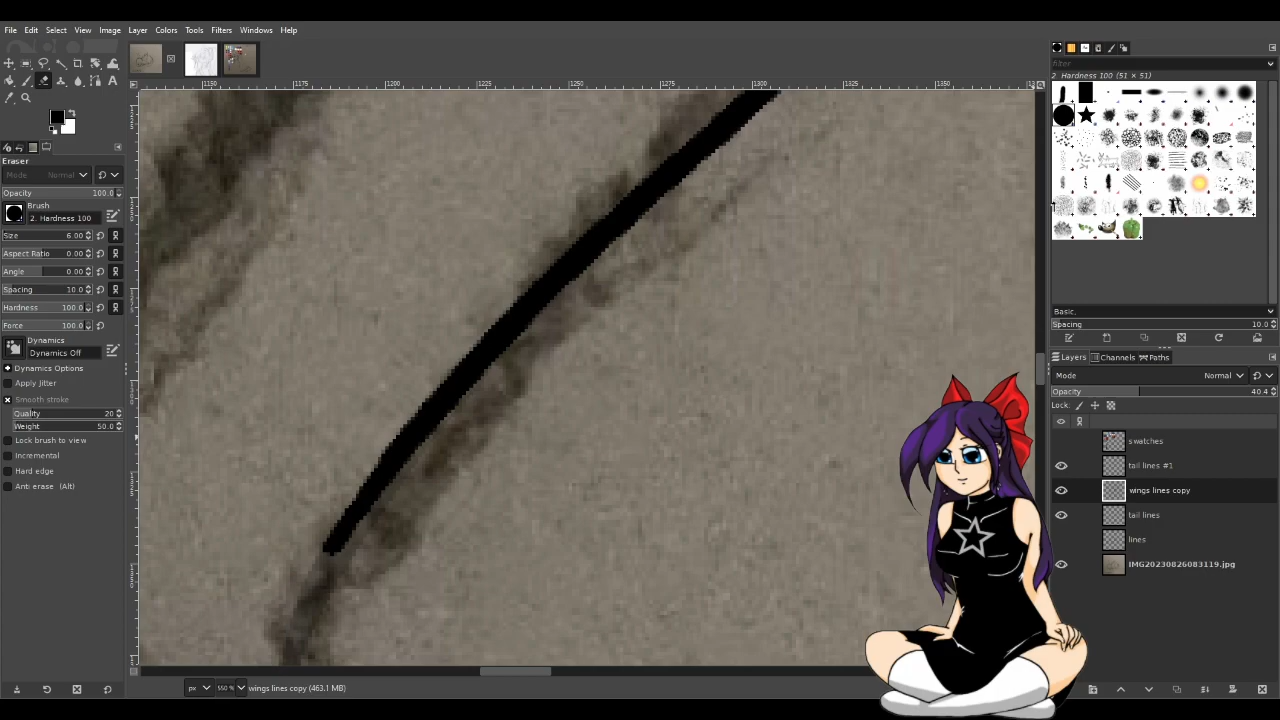 File Edit Select View Image Layer Colors Tools Filters Windows Help
1150 1175 1200 1225 1250 1275 1300 1325 1350
Eraser
Mode Normal
Opacity 100.0
Brush
2. Hardness 100
Size 6.00
Aspect Ratio 0.00
Angle 0.00
Spacing 10.0
Hardness 100.0
Force 100.0
Dynamics
Dynamics Off
Dynamics Options
Apply Jitter
Smooth stroke
Quality 20
Weight 50.0
Lock brush to view
Incremental
Hard edge
Anti erase (Alt)
px 550 % wings lines copy (463.1 MB)
filter
2. Hardness 100 (51 × 51)
Basic,
Spacing 10.0
Layers Channels Paths
Mode Normal
Opacity 40.4
Lock:
swatches
tail lines #1
wings lines copy
tail lines
lines
IMG20230826083119.jpg